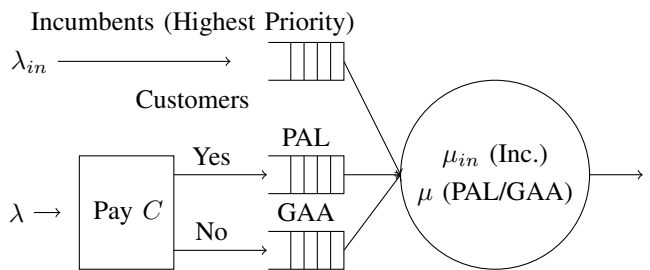 Incumbents (Highest Priority)
λ_in
Customers
PAL
Yes
μ_in (Inc.)
μ (PAL/GAA)
λ
Pay C
GAA
No